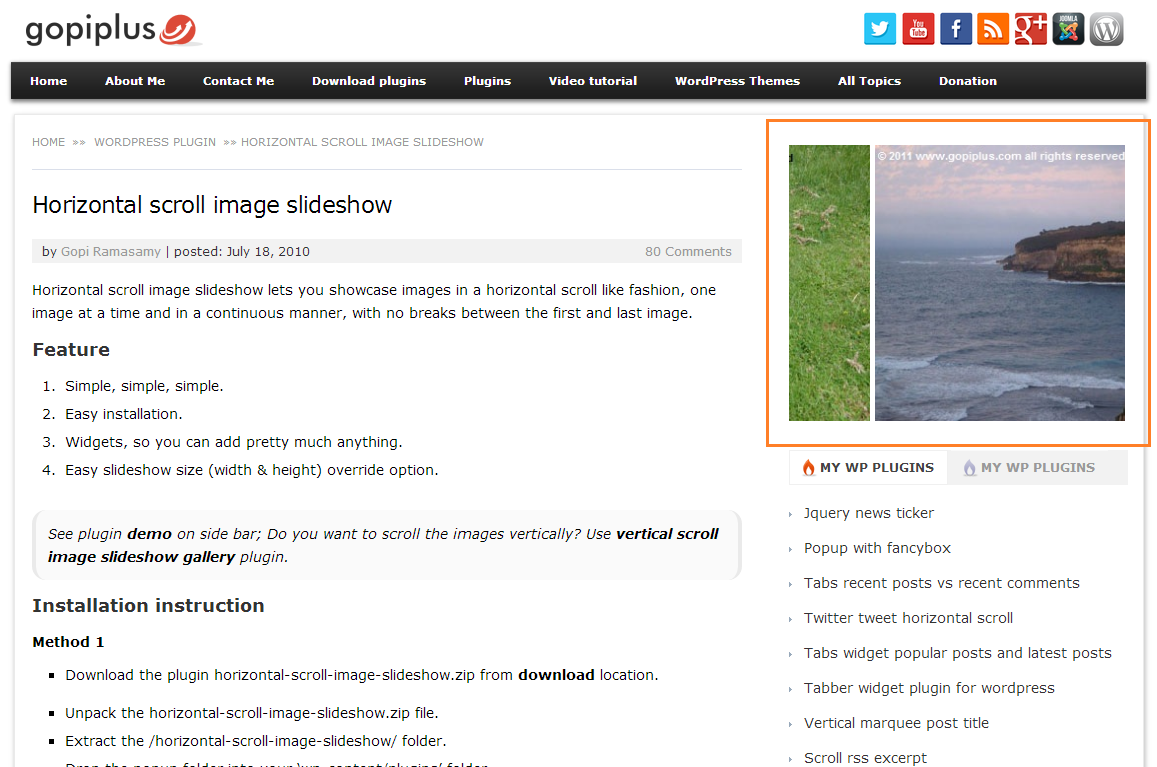 gopiplus
You
Tube
g+
JOOMLA
Home About Me Contact Me Download plugins Plugins Video tutorial WordPress Themes All Topics Donation
HOME »» WORDPRESS PLUGIN »» HORIZONTAL SCROLL IMAGE SLIDESHOW
Horizontal scroll image slideshow
by Gopi Ramasamy | posted: July 18, 2010 80 Comments
Horizontal scroll image slideshow lets you showcase images in a horizontal scroll like fashion, one
image at a time and in a continuous manner, with no breaks between the first and last image.
Feature
1. Simple, simple, simple.
2. Easy installation.
3. Widgets, so you can add pretty much anything.
4. Easy slideshow size (width & height) override option.
See plugin demo on side bar; Do you want to scroll the images vertically? Use vertical scroll
image slideshow gallery plugin.
Installation instruction
Method 1
Download the plugin horizontal-scroll-image-slideshow.zip from download location.
Unpack the horizontal-scroll-image-slideshow.zip file.
Extract the /horizontal-scroll-image-slideshow/ folder.
Drop the popup folder into your \wp-content/plugins/ folder
d © 2011 www.gopiplus.com all rights reserved
MY WP PLUGINS MY WP PLUGINS
Jquery news ticker
Popup with fancybox
Tabs recent posts vs recent comments
Twitter tweet horizontal scroll
Tabs widget popular posts and latest posts
Tabber widget plugin for wordpress
Vertical marquee post title
Scroll rss excerpt